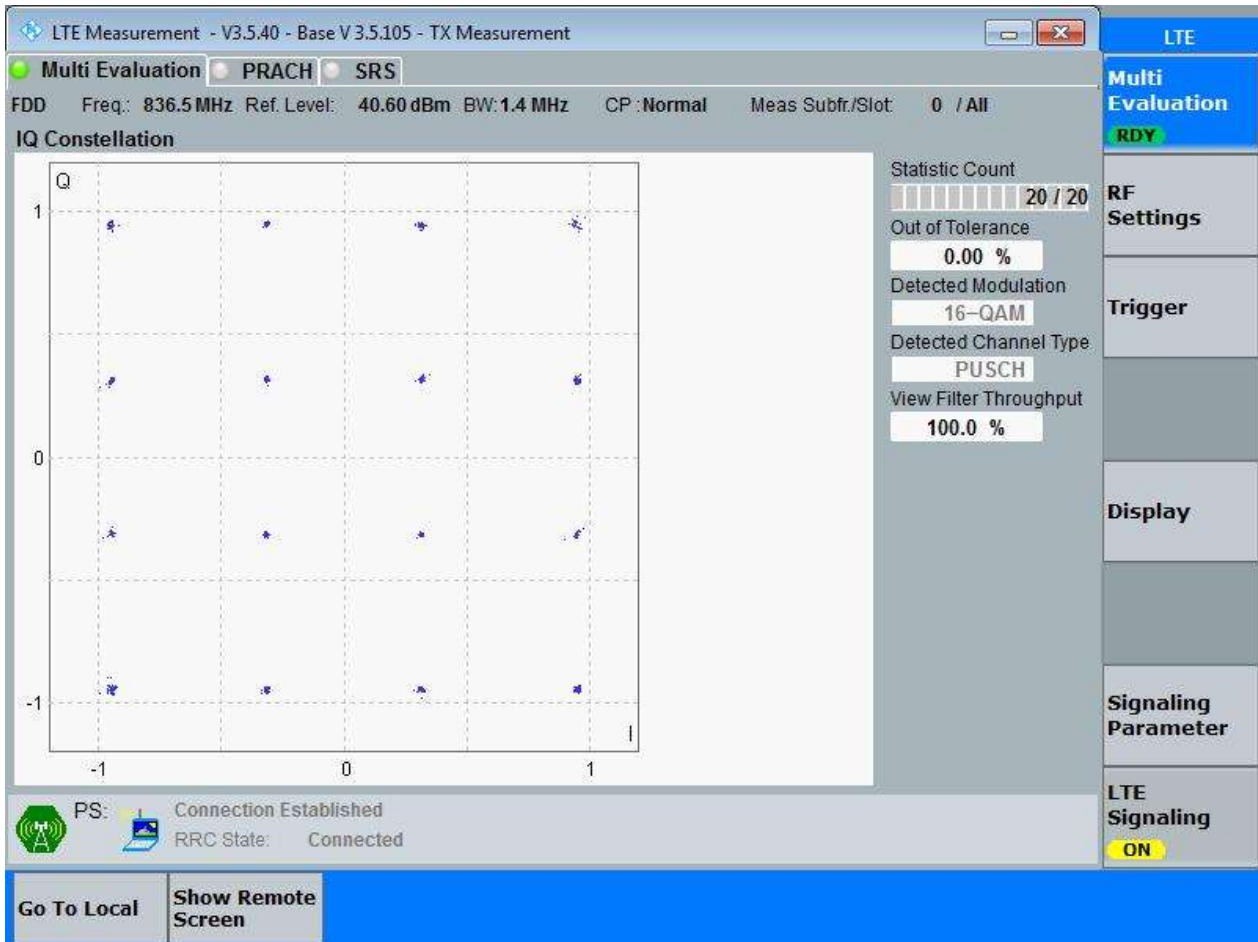 LTE Measurement - V3.5.40 - Base V 3.5.105 - TX Measurement
LTE
Multi Evaluation PRACH SRS
Multi
Evaluation
RDY
FDD Freq.: 836.5 MHz Ref. Level: 40.60 dBm BW:1.4 MHz CP :Normal Meas Subfr./Slot: 0 / All
IQ Constellation
Q
1
0
-1
I
-1 0 1
Statistic Count
20 / 20
Out of Tolerance
0.00 %
Detected Modulation
16-QAM
Detected Channel Type
PUSCH
View Filter Throughput
100.0 %
RF
Settings
Trigger
Display
Signaling
Parameter
LTE
Signaling
ON
PS: Connection Established
RRC State: Connected
Go To Local
Show Remote
Screen